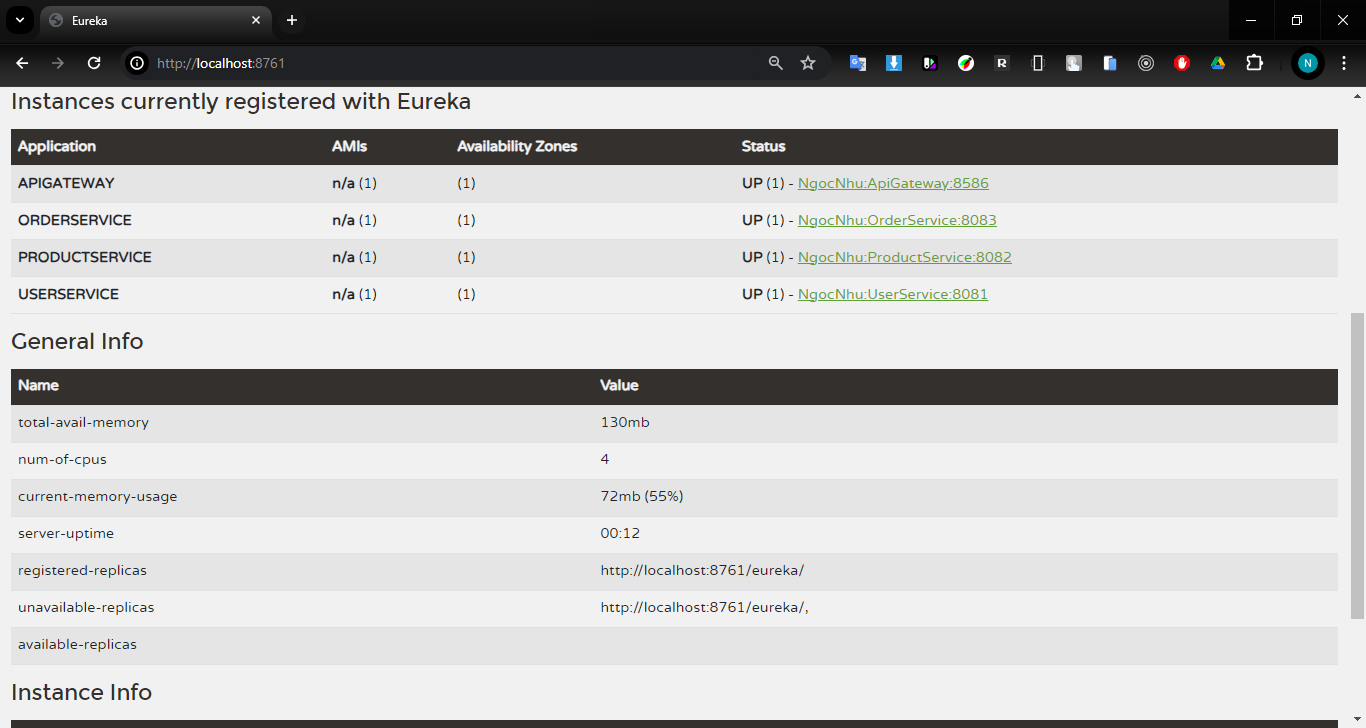 Eureka
http://localhost:8761
N
Instances currently registered with Eureka
Application AMIs Availability Zones Status
APIGATEWAY n/a (1) (1) UP (1) - NgocNhu:ApiGateway:8586
ORDERSERVICE n/a (1) (1) UP (1) - NgocNhu:OrderService:8083
PRODUCTSERVICE n/a (1) (1) UP (1) - NgocNhu:ProductService:8082
USERSERVICE n/a (1) (1) UP (1) - NgocNhu:UserService:8081
General Info
Name Value
total-avail-memory 130mb
num-of-cpus 4
current-memory-usage 72mb (55%)
server-uptime 00:12
registered-replicas http://localhost:8761/eureka/
unavailable-replicas http://localhost:8761/eureka/,
available-replicas
Instance Info